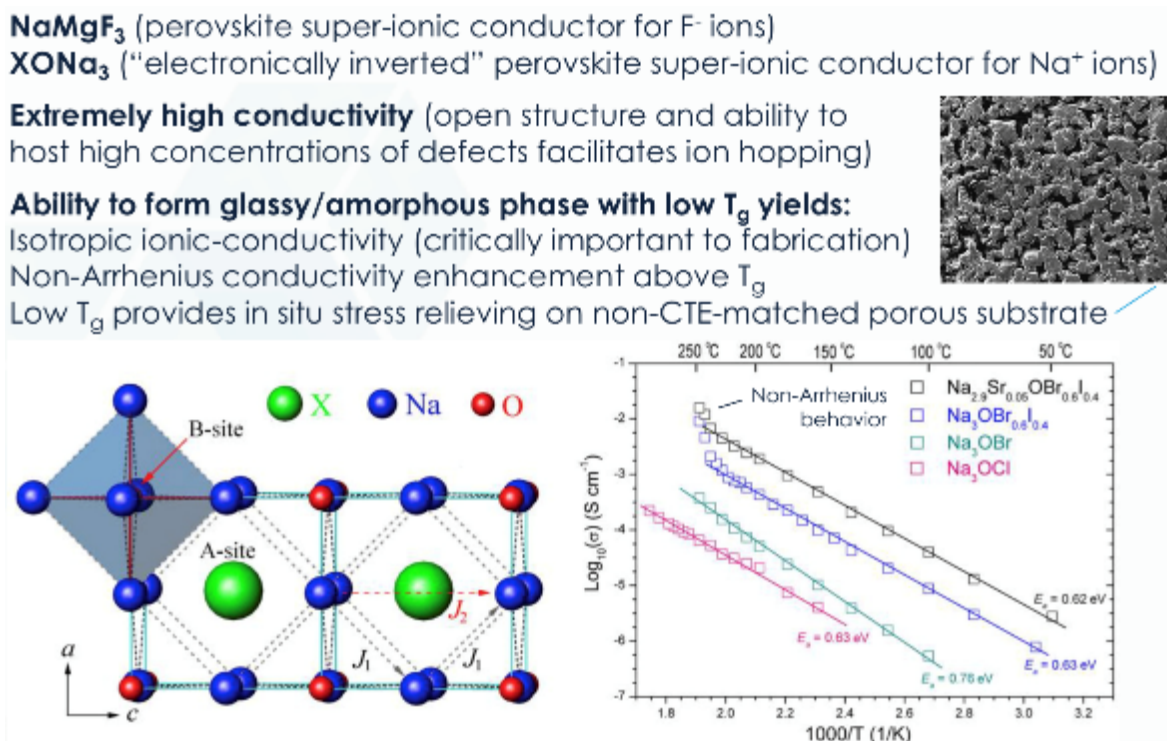 NaMgF₃ (perovskite super-ionic conductor for F⁻ ions)
XONa₃ (“electronically inverted” perovskite super-ionic conductor for Na⁺ ions)
Extremely high conductivity (open structure and ability to
host high concentrations of defects facilitates ion hopping)
Ability to form glassy/amorphous phase with low T_g yields:
Isotropic ionic-conductivity (critically important to fabrication)
Non-Arrhenius conductivity enhancement above T_g
Low T_g provides in situ stress relieving on non-CTE-matched porous substrate
X Na O
B-site
A-site
J₂
J₁ J₁
a
c
250 °C 200 °C 150 °C 100 °C 50 °C
Non-Arrhenius
behavior
Na₂.₉Sr₀.₀₅OBr₀.₆I₀.₄
Na₃OBr₀.₆I₀.₄
Na₃OBr
Na₃OCl
-1
-2
-3
-4
-5
-6
-7
Log₁₀(σ) (S cm⁻¹)
Eₐ = 0.62 eV
Eₐ = 0.63 eV
Eₐ = 0.63 eV
Eₐ = 0.76 eV
1.8 2.0 2.2 2.4 2.6 2.8 3.0 3.2
1000/T (1/K)